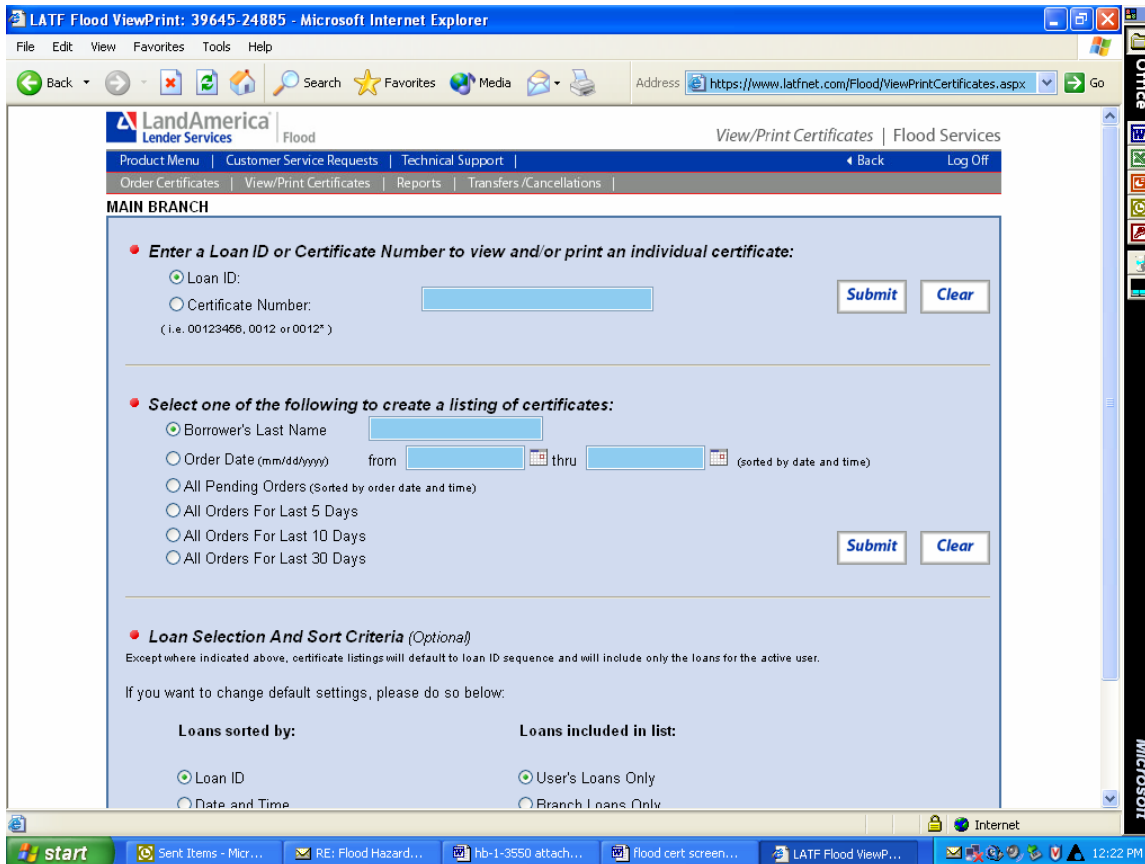 LATF Flood ViewPrint: 39645-24885 - Microsoft Internet Explorer
File Edit View Favorites Tools Help
Back Search Favorites Media Address https://www.latfnet.com/Flood/ViewPrintCertificates.aspx Go
Office
LandAmerica
Lender Services Flood
View/Print Certificates | Flood Services
Product Menu | Customer Service Requests | Technical Support | Back Log Off
Order Certificates | View/Print Certificates | Reports | Transfers/Cancellations |
MAIN BRANCH
Enter a Loan ID or Certificate Number to view and/or print an individual certificate:
Loan ID:
Certificate Number:
Submit Clear
( i.e. 00123456, 0012 or 0012* )
Select one of the following to create a listing of certificates:
Borrower's Last Name
Order Date (mm/dd/yyyy) from thru (sorted by date and time)
All Pending Orders (Sorted by order date and time)
All Orders For Last 5 Days
All Orders For Last 10 Days
All Orders For Last 30 Days
Submit Clear
Loan Selection And Sort Criteria (Optional)
Except where indicated above, certificate listings will default to loan ID sequence and will include only the loans for the active user.
If you want to change default settings, please do so below:
Loans sorted by: Loans included in list:
Loan ID User's Loans Only
Date and Time Branch Loans Only
Microsoft
Internet
start Sent Items - Micr... RE: Flood Hazard... hb-1-3550 attach... flood cert screen... LATF Flood ViewP... 12:22 PM